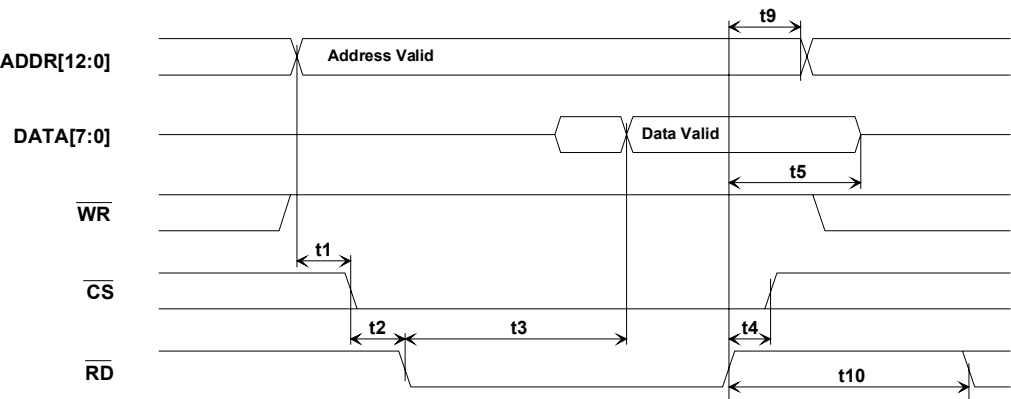 t9
ADDR[12:0]
Address Valid
DATA[7:0]
Data Valid
t5
WR
t1
CS
t2
t3
t4
RD
t10